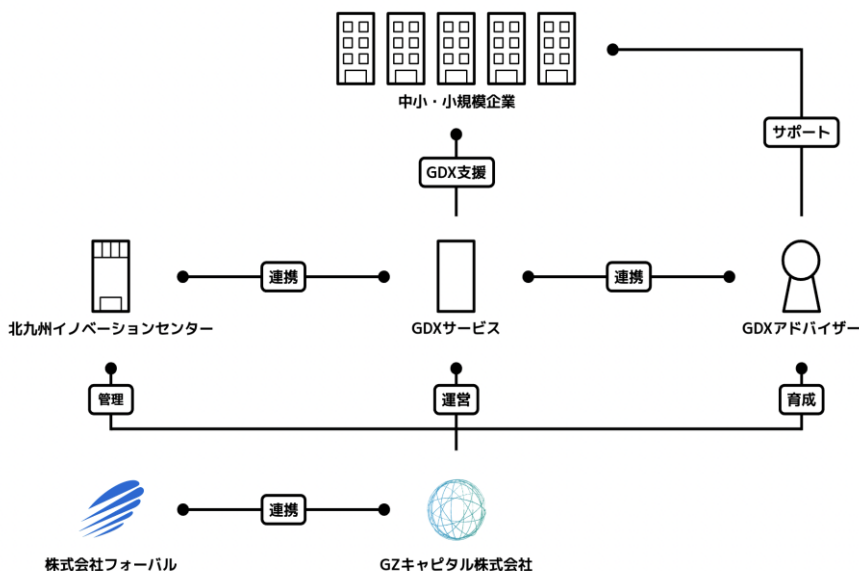 中小・小規模企業
サポート
GDX支援
連携
連携
北九州イノベーションセンター
GDXサービス
GDXアドバイザー
管理
運営
育成
連携
株式会社フォーバル
GZキャピタル株式会社